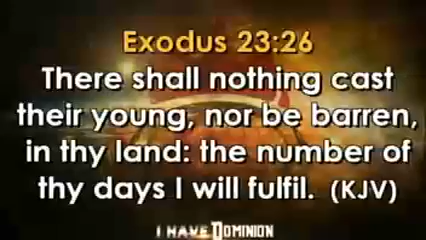 Exodus 23:26
There shall nothing cast
their young, nor be barren,
in thy land: the number of
thy days I will fulfil. (KJV)
I HAVE DOMINION